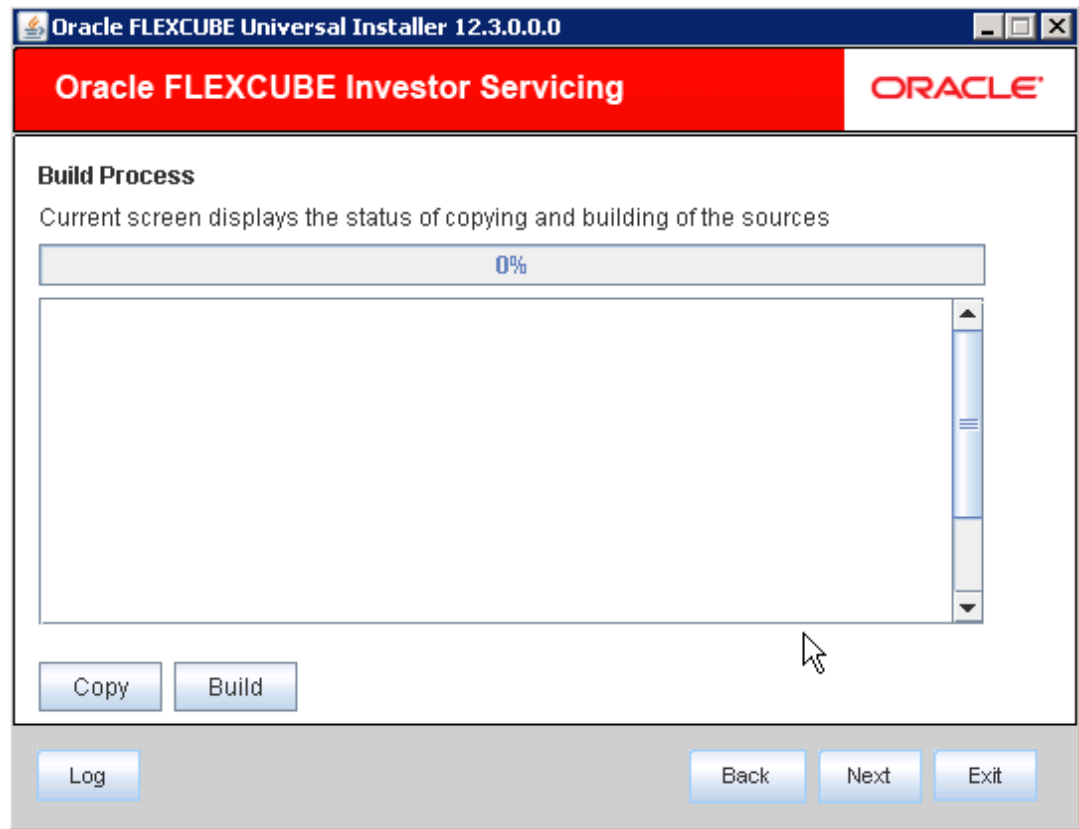 Oracle FLEXCUBE Universal Installer 12.3.0.0.0
Oracle FLEXCUBE Investor Servicing
ORACLE
Build Process
Current screen displays the status of copying and building of the sources
0%
Copy Build
Log Back Next Exit